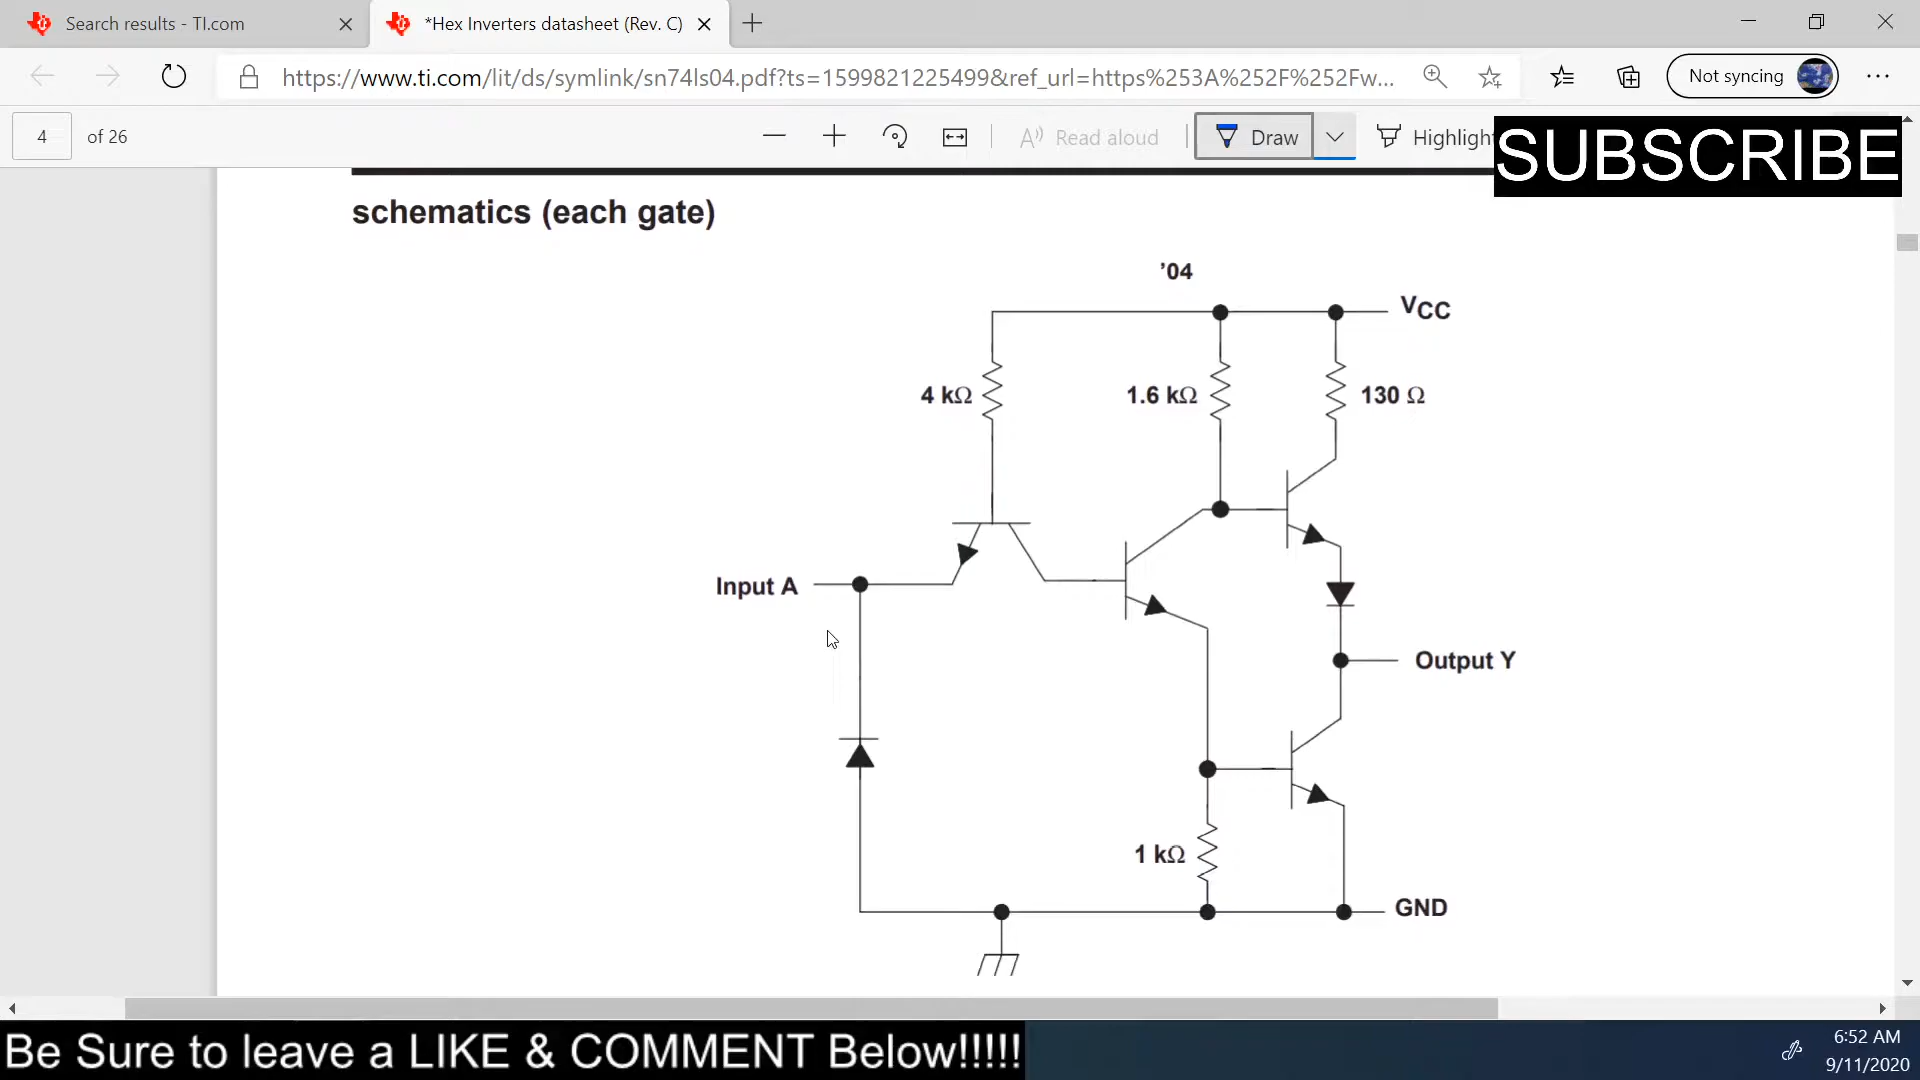 Search results - TI.com
*Hex Inverters datasheet (Rev. C)
https://www.ti.com/lit/ds/symlink/sn74ls04.pdf?ts=1599821225499&ref_url=https%253A%252F%252Fw...
Not syncing
4 of 26
Read aloud
Draw
Highlight
SUBSCRIBE
schematics (each gate)
’04
VCC
4 kΩ
1.6 kΩ
130 Ω
Input A
Output Y
1 kΩ
GND
Be Sure to leave a LIKE & COMMENT Below!!!!!
6:52 AM
9/11/2020